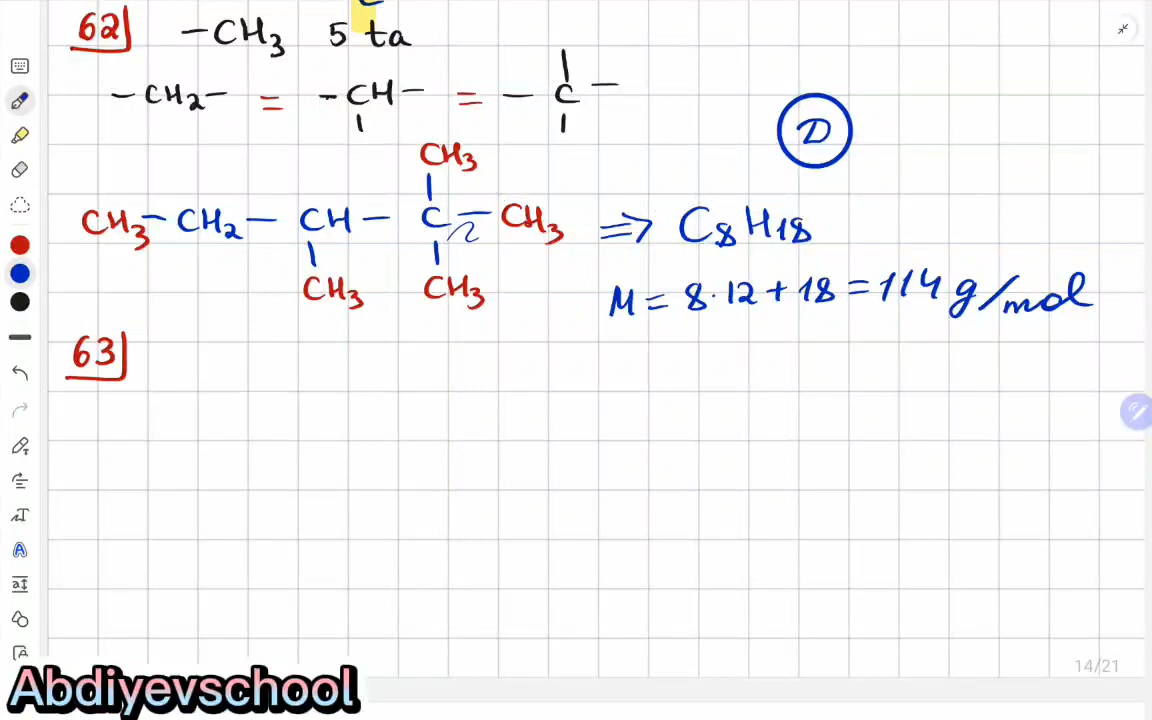 62] -CH3 5 ta
-CH2- = -CH- = -C-
D
CH3
CH3-CH2-CH-C-CH3 => C8H18
CH3 CH3
M = 8·12+18=114 g/mol
63]
14/21
Abdiyevschool